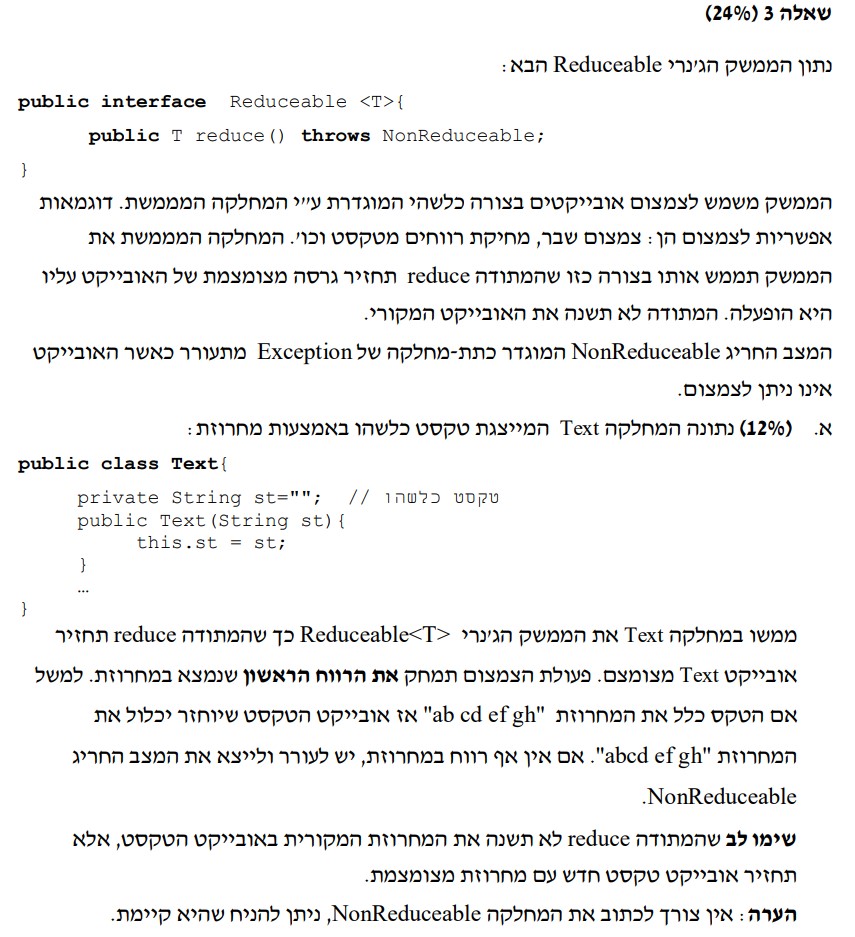 שאלה 3 (24%)
נתון הממשק הג'נרי Reduceable הבא:
public interface Reduceable <T>{
public T reduce() throws NonReduceable;
}
הממשק משמש לצמצום אובייקטים בצורה כלשהי המוגדרת ע"י המחלקה המממשת. דוגמאות
אפשריות לצמצום הן: צמצום שבר, מחיקת רווחים מטקסט וכו'. המחלקה המממשת את
הממשק תממש אותו בצורה כזו שהמתודה reduce תחזיר גרסה מצומצמת של האובייקט עליו
היא הופעלה. המתודה לא תשנה את האובייקט המקורי.
המצב החריג NonReduceable המוגדר כתת-מחלקה של Exception מתעורר כאשר האובייקט
אינו ניתן לצמצום.
א. (12%) נתונה המחלקה Text המייצגת טקסט כלשהו באמצעות מחרוזת:
public class Text{
private String st=""; // טקסט כלשהו
public Text(String st){
this.st = st;
}
…
}
ממשו במחלקה Text את הממשק הג'נרי Reduceable<T> כך שהמתודה reduce תחזיר
אובייקט Text מצומצם. פעולת הצמצום תמחק את הרווח הראשון שנמצא במחרוזת. למשל
אם הטקס כלל את המחרוזת "ab cd ef gh" אז אובייקט הטקסט שיוחזר יכלול את
המחרוזת "abcd ef gh". אם אין אף רווח במחרוזת, יש לעורר ולייצא את המצב החריג
NonReduceable.
שימו לב שהמתודה reduce לא תשנה את המחרוזת המקורית באובייקט הטקסט, אלא
תחזיר אובייקט טקסט חדש עם מחרוזת מצומצמת.
הערה: אין צורך לכתוב את המחלקה NonReduceable, ניתן להניח שהיא קיימת.